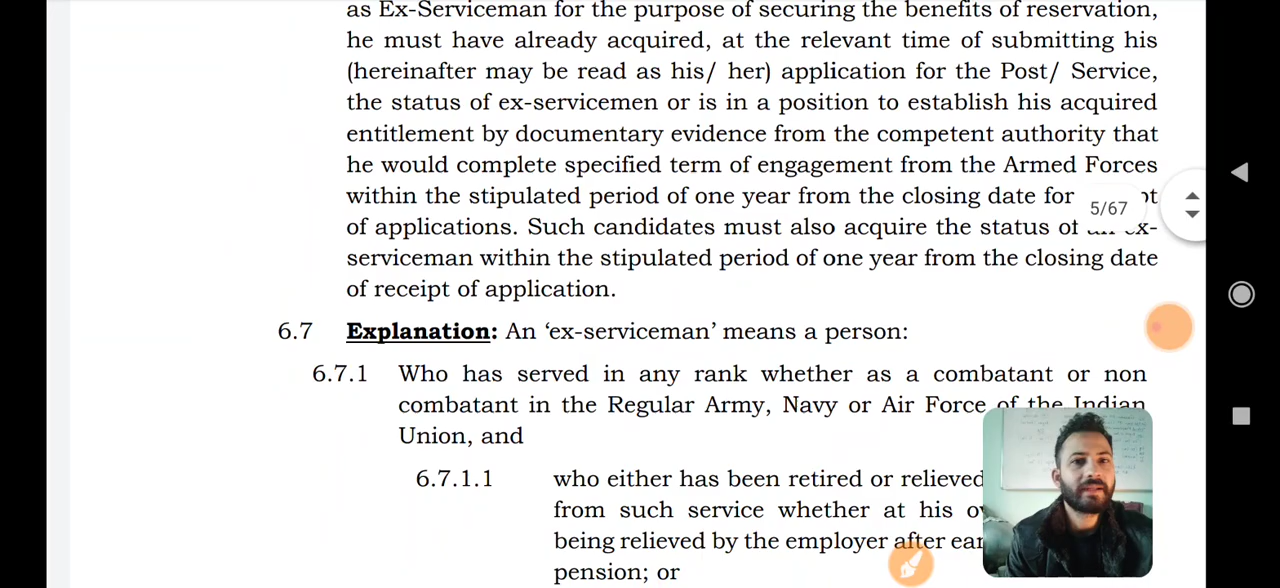 as Ex-Serviceman for the purpose of securing the benefits of reservation,
he must have already acquired, at the relevant time of submitting his
(hereinafter may be read as his/ her) application for the Post/ Service,
the status of ex-servicemen or is in a position to establish his acquired
entitlement by documentary evidence from the competent authority that
he would complete specified term of engagement from the Armed Forces
within the stipulated period of one year from the closing date for
5/67
of applications. Such candidates must also acquire the status of
serviceman within the stipulated period of one year from the closing date
of receipt of application.
6.7 Explanation: An ‘ex-serviceman’ means a person:
6.7.1 Who has served in any rank whether as a combatant or non
combatant in the Regular Army, Navy or Air Force of the Indian
Union, and
6.7.1.1 who either has been retired or relieved
from such service whether at his
being relieved by the employer after
pension; or